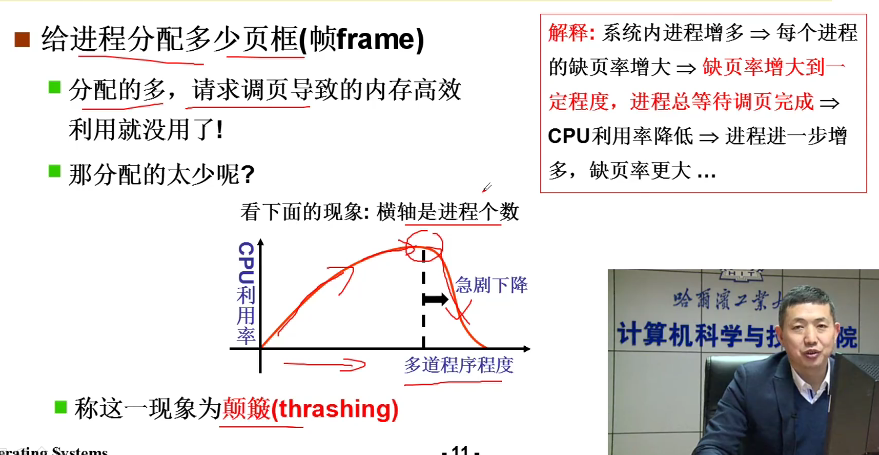 给进程分配多少页框(帧frame)
分配的多，请求调页导致的内存高效
利用就没用了!
那分配的太少呢?
解释: 系统内进程增多 ⇒ 每个进程
的缺页率增大 ⇒ 缺页率增大到一
定程度，进程总等待调页完成 ⇒
CPU利用率降低 ⇒ 进程进一步增
多，缺页率更大 ...
看下面的现象: 横轴是进程个数
CPU利用率
急剧下降
多道程序程度
称这一现象为颠簸(thrashing)
哈爾濱工業大
计算机科学与技
院
erating Systems
- 11 -